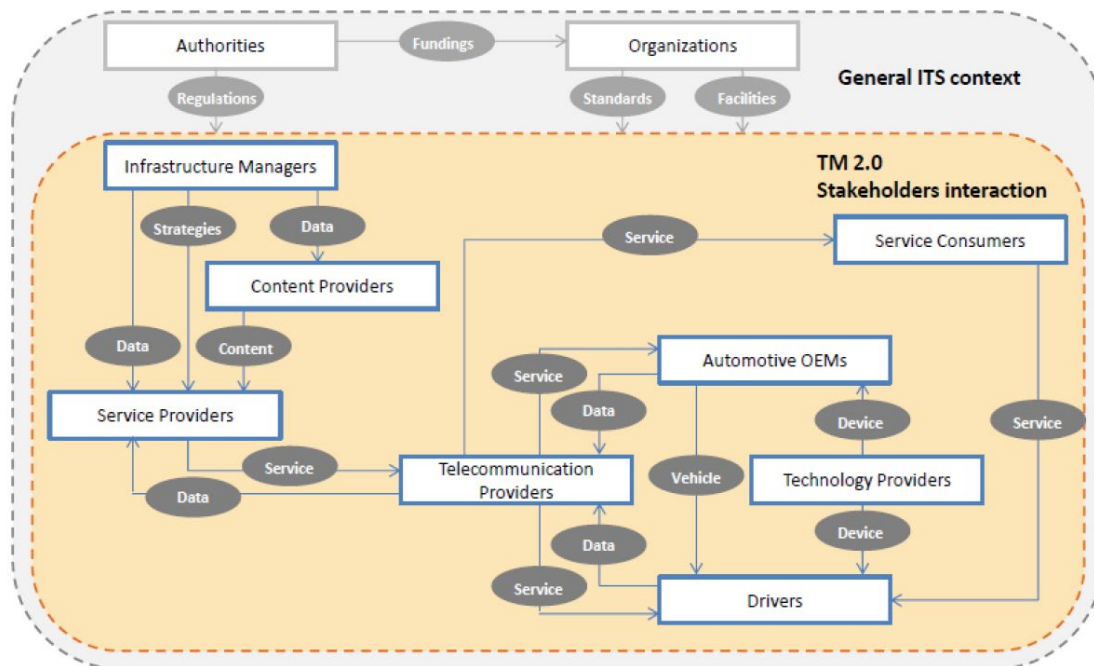 Authorities
Fundings
Organizations
General ITS context
Regulations
Standards
Facilities
Infrastructure Managers
TM 2.0
Stakeholders interaction
Strategies
Data
Service
Service Consumers
Content Providers
Data
Content
Service
Automotive OEMs
Data
Device
Service
Service Providers
Service
Telecommunication
Providers
Vehicle
Technology Providers
Data
Data
Device
Service
Drivers